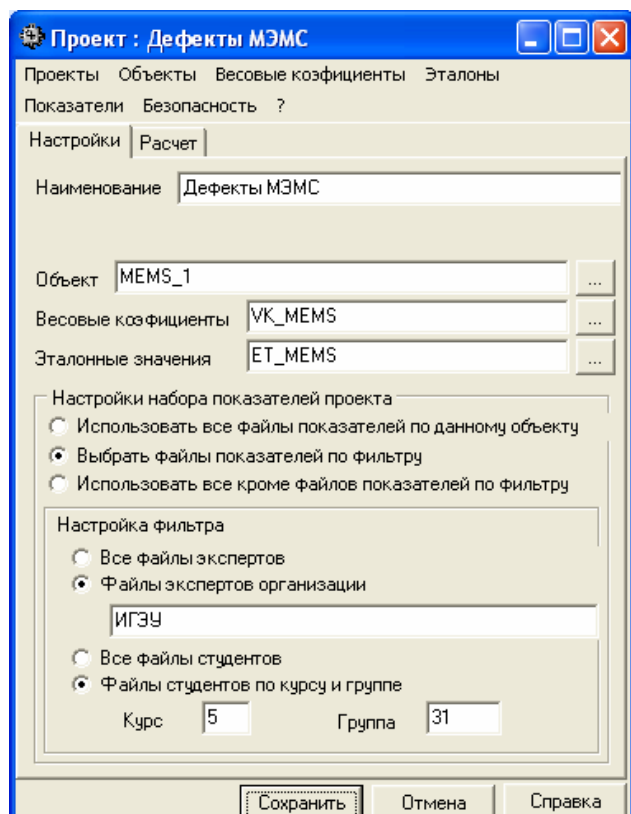 Проект : Дефекты МЭМС
Проекты Объекты Весовые коэфициенты Эталоны
Показатели Безопасность ?
Настройки Расчет
Наименование Дефекты МЭМС
Объект MEMS_1 ...
Весовые коэфициенты VK_MEMS ...
Эталонные значения ET_MEMS ...
Настройки набора показателей проекта
Использовать все файлы показателей по данному объекту
Выбрать файлы показателей по фильтру
Использовать все кроме файлов показателей по фильтру
Настройка фильтра
Все файлы экспертов
Файлы экспертов организации
ИГЭУ
Все файлы студентов
Файлы студентов по курсу и группе
Курс 5 Группа 31
Сохранить Отмена Справка